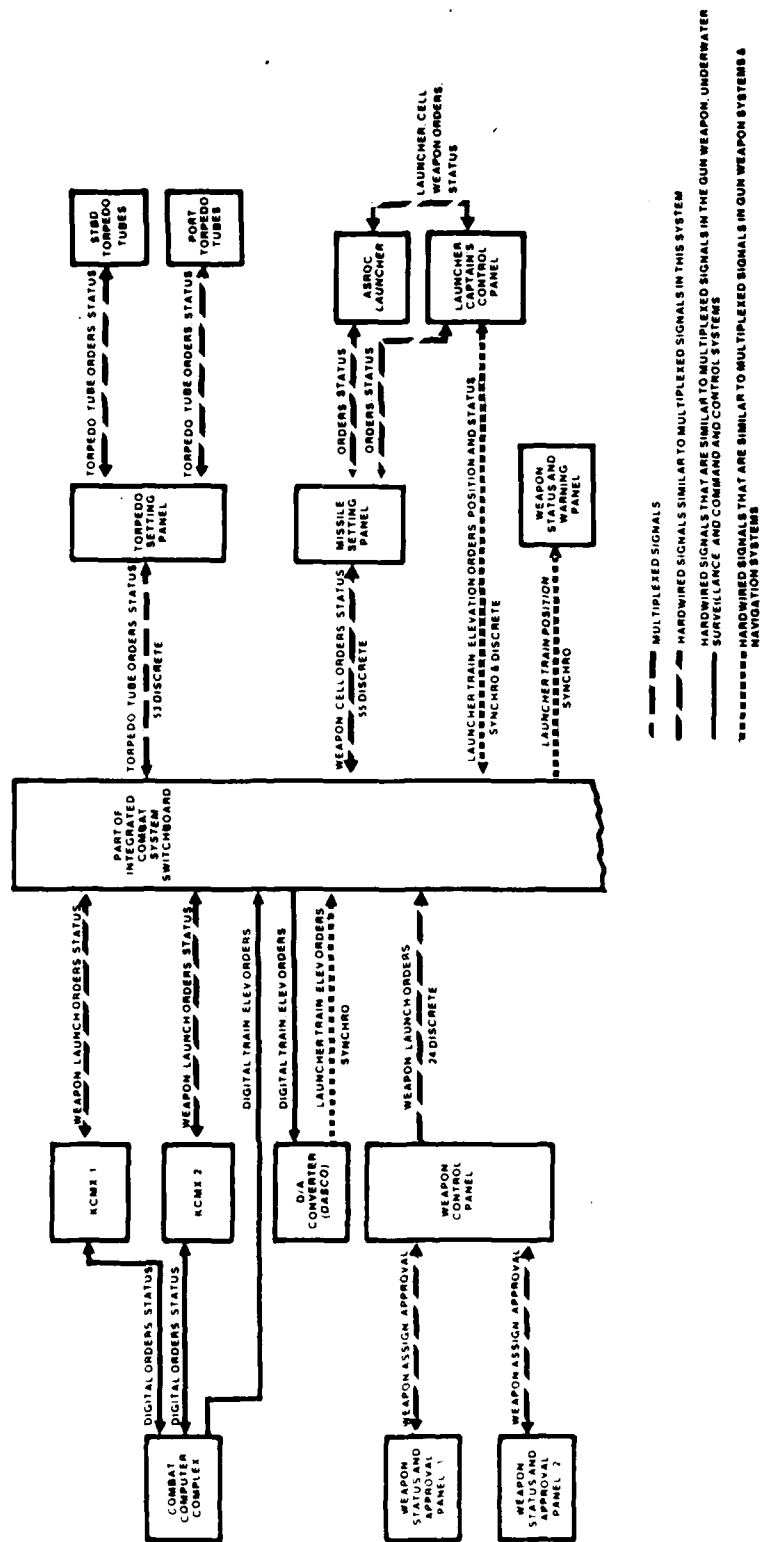 COMBAT
COMPUTER
COMPLEX
DIGITAL ORDERS STATUS
DIGITAL ORDERS STATUS
KCMX 1
KCMX 2
WEAPON LAUNCH ORDERS STATUS
WEAPON LAUNCH ORDERS STATUS
DIGITAL TRAIN ELEV ORDERS
DIGITAL TRAIN ELEV ORDERS
D/A
CONVERTER
(DASCO)
LAUNCHER TRAIN ELEV ORDERS
SYNCHRO
WEAPON
STATUS AND
APPROVAL
PANEL 1
WEAPON ASSIGN APPROVAL
WEAPON
STATUS AND
APPROVAL
PANEL 2
WEAPON ASSIGN APPROVAL
WEAPON
CONTROL
PANEL
WEAPON LAUNCH ORDERS
24 DISCRETE
PART OF
INTEGRATED
COMBAT
SYSTEM
SWITCHBOARD
TORPEDO TUBE ORDERS STATUS
53 DISCRETE
TORPEDO
SETTING
PANEL
TORPEDO TUBE ORDERS STATUS
TORPEDO TUBE ORDERS STATUS
STBD
TORPEDO
TUBES
PORT
TORPEDO
TUBES
WEAPON CELL ORDERS STATUS
55 DISCRETE
MISSILE
SETTING
PANEL
ORDERS STATUS
ORDERS STATUS
ASROC
LAUNCHER
LAUNCHER
CAPTAIN'S
CONTROL
PANEL
LAUNCHER, CELL
WEAPON ORDERS,
STATUS
LAUNCHER TRAIN ELEVATION ORDERS POSITION AND STATUS
SYNCHRO & DISCRETE
LAUNCHER TRAIN POSITION
SYNCHRO
WEAPON
STATUS AND
WARNING
PANEL
MULTIPLEXED SIGNALS
HARDWIRED SIGNALS SIMILAR TO MULTIPLEXED SIGNALS IN THIS SYSTEM
HARDWIRED SIGNALS THAT ARE SIMILAR TO MULTIPLEXED SIGNALS IN THE GUN WEAPON, UNDERWATER
SURVEILLANCE AND COMMAND AND CONTROL SYSTEMS
HARDWIRED SIGNALS THAT ARE SIMILAR TO MULTIPLEXED SIGNALS IN GUN WEAPON SYSTEMS &
NAVIGATION SYSTEMS